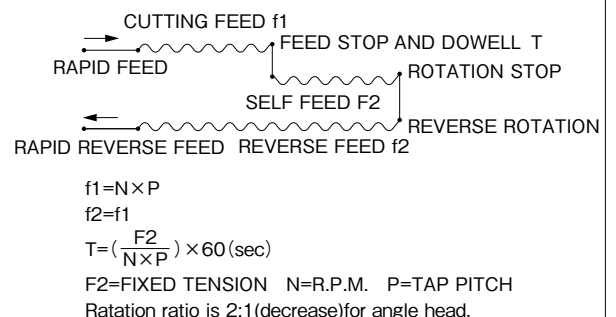 CUTTING FEED f1
FEED STOP AND DOWELL T
RAPID FEED
ROTATION STOP
SELF FEED F2
REVERSE ROTATION
RAPID REVERSE FEED REVERSE FEED f2
f1=N×P
f2=f1
T=(F2/N×P)×60(sec)
F2=FIXED TENSION N=R.P.M. P=TAP PITCH
Ratation ratio is 2:1(decrease)for angle head.